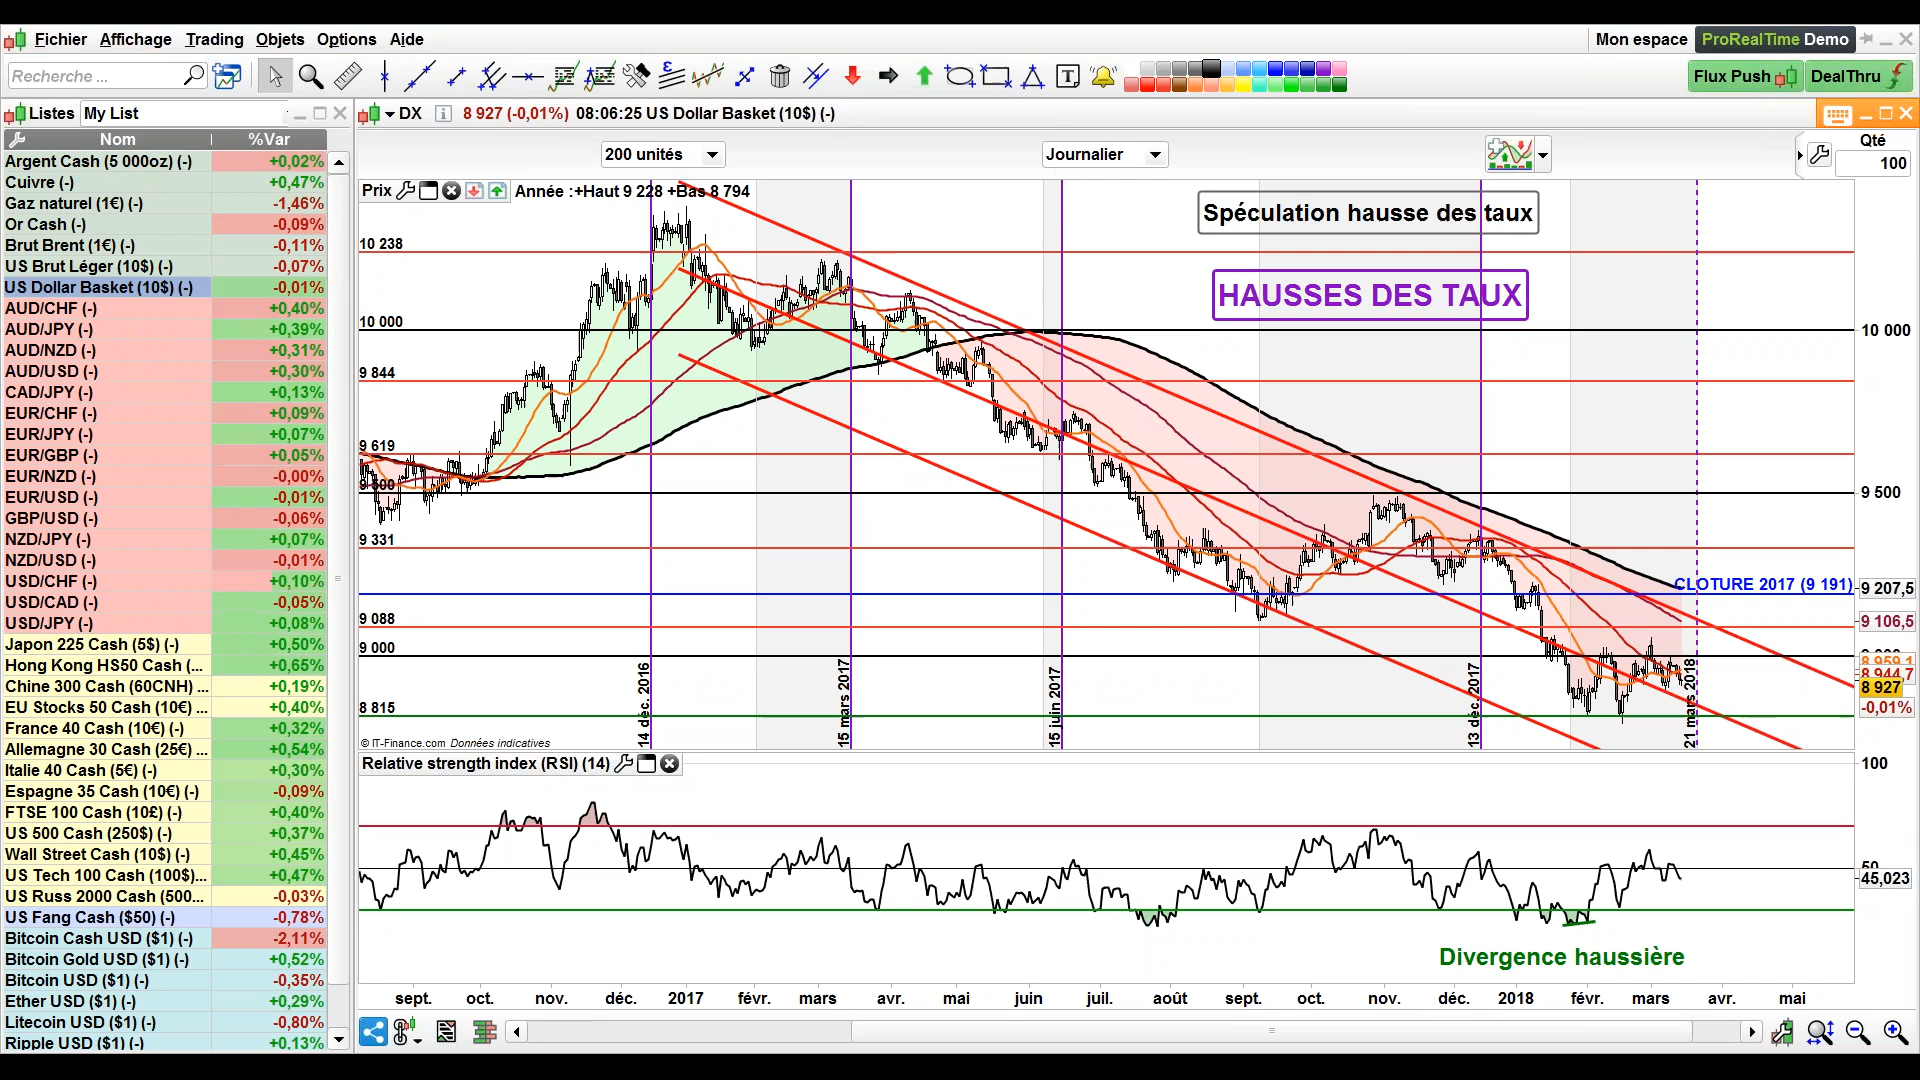 Fichier Affichage Trading Objets Options Aide
Mon espace ProRealTime Demo
Recherche ...
Flux Push DealThru
Listes My List
DX 8 927 (-0,01%) 08:06:25 US Dollar Basket (10$) (-)
Nom %Var
200 unités Journalier
Qté
100
Argent Cash (5 000oz) (-) +0,02%
Cuivre (-) +0,47%
Gaz naturel (1€) (-) -1,46%
Or Cash (-) -0,09%
Brut Brent (1€) (-) -0,11%
US Brut Léger (10$) (-) -0,07%
US Dollar Basket (10$) (-) -0,01%
AUD/CHF (-) +0,40%
AUD/JPY (-) +0,39%
AUD/NZD (-) +0,31%
AUD/USD (-) +0,30%
CAD/JPY (-) +0,13%
EUR/CHF (-) +0,09%
EUR/JPY (-) +0,07%
EUR/GBP (-) +0,05%
EUR/NZD (-) -0,00%
EUR/USD (-) -0,01%
GBP/USD (-) -0,06%
NZD/JPY (-) +0,07%
NZD/USD (-) -0,01%
USD/CHF (-) +0,10%
USD/CAD (-) -0,05%
USD/JPY (-) +0,08%
Japon 225 Cash (5$) (-) +0,50%
Hong Kong HS50 Cash (... +0,65%
Chine 300 Cash (60CNH) ... +0,19%
EU Stocks 50 Cash (10€) ... +0,40%
France 40 Cash (10€) (-) +0,32%
Allemagne 30 Cash (25€) ... +0,54%
Italie 40 Cash (5€) (-) +0,30%
Espagne 35 Cash (10€) (-) -0,09%
FTSE 100 Cash (10£) (-) +0,40%
US 500 Cash (250$) (-) +0,37%
Wall Street Cash (10$) (-) +0,45%
US Tech 100 Cash (100$)... +0,47%
US Russ 2000 Cash (500... -0,03%
US Fang Cash ($50) (-) -0,78%
Bitcoin Cash USD ($1) (-) -2,11%
Bitcoin Gold USD ($1) (-) +0,52%
Bitcoin USD ($1) (-) -0,35%
Ether USD ($1) (-) +0,29%
Litecoin USD ($1) (-) -0,80%
Ripple USD ($1) (-) +0,13%
Prix Année :+Haut 9 228 +Bas 8 794
Spéculation hausse des taux
HAUSSES DES TAUX
10 238
10 000
9 844
9 619
9 500
9 331
9 088
9 000
8 815
CLOTURE 2017 (9 191)
14 déc. 2016
15 mars 2017
15 juin 2017
13 déc. 2017
21 mars 2018
10 000
9 500
9 207,5
9 106,5
8 959,1
8 944,7
8 927
-0,01%
© IT-Finance.com Données indicatives
Relative strength index (RSI) (14)
100
50
45,023
Divergence haussière
sept. oct. nov. déc. 2017 févr. mars avr. mai juin juil. août sept. oct. nov. déc. 2018 févr. mars avr. mai